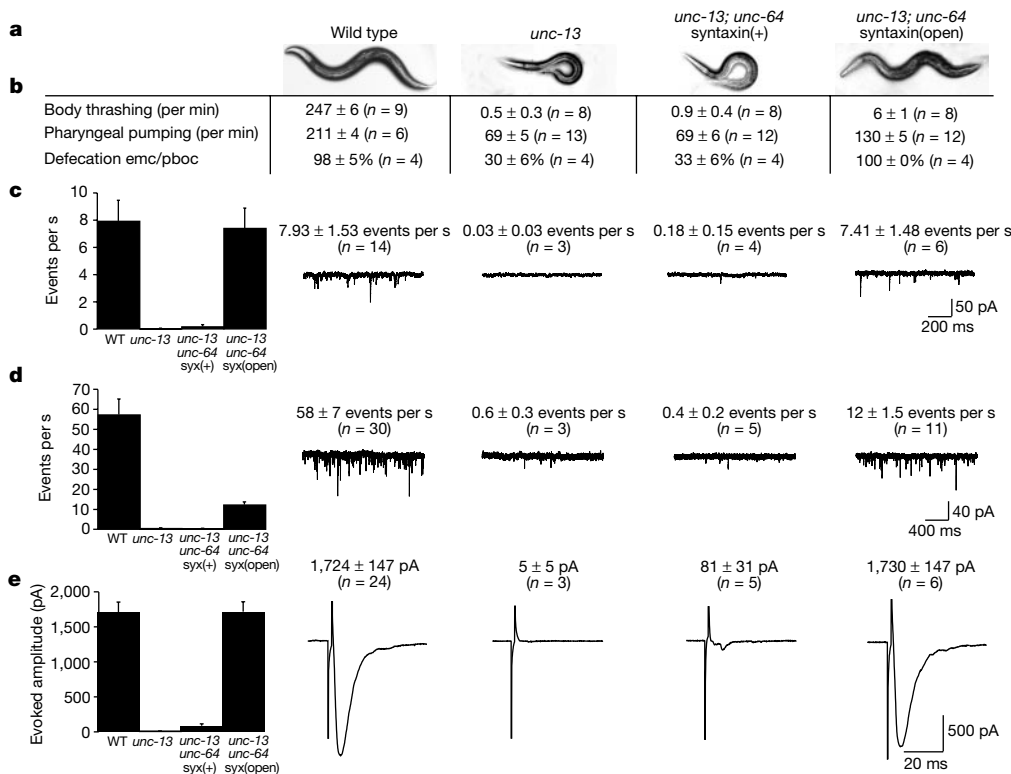 a
Wild type
unc-13
unc-13; unc-64
syntaxin(+)
unc-13; unc-64
syntaxin(open)
b
Body thrashing (per min) 247 ± 6 (n = 9) 0.5 ± 0.3 (n = 8) 0.9 ± 0.4 (n = 8) 6 ± 1 (n = 8)
Pharyngeal pumping (per min) 211 ± 4 (n = 6) 69 ± 5 (n = 13) 69 ± 6 (n = 12) 130 ± 5 (n = 12)
Defecation emc/pboc 98 ± 5% (n = 4) 30 ± 6% (n = 4) 33 ± 6% (n = 4) 100 ± 0% (n = 4)
c
Events per s
10
8
6
4
2
0
WT unc-13 unc-13 unc-13
unc-64 unc-64
syx(+) syx(open)
7.93 ± 1.53 events per s 0.03 ± 0.03 events per s 0.18 ± 0.15 events per s 7.41 ± 1.48 events per s
(n = 14) (n = 3) (n = 4) (n = 6)
50 pA
200 ms
d
Events per s
70
60
50
40
30
20
10
0
WT unc-13 unc-13 unc-13
unc-64 unc-64
syx(+) syx(open)
58 ± 7 events per s 0.6 ± 0.3 events per s 0.4 ± 0.2 events per s 12 ± 1.5 events per s
(n = 30) (n = 3) (n = 5) (n = 11)
40 pA
400 ms
e
Evoked amplitude (pA)
2,000
1,500
1,000
500
0
WT unc-13 unc-13 unc-13
unc-64 unc-64
syx(+) syx(open)
1,724 ± 147 pA 5 ± 5 pA 81 ± 31 pA 1,730 ± 147 pA
(n = 24) (n = 3) (n = 5) (n = 6)
500 pA
20 ms